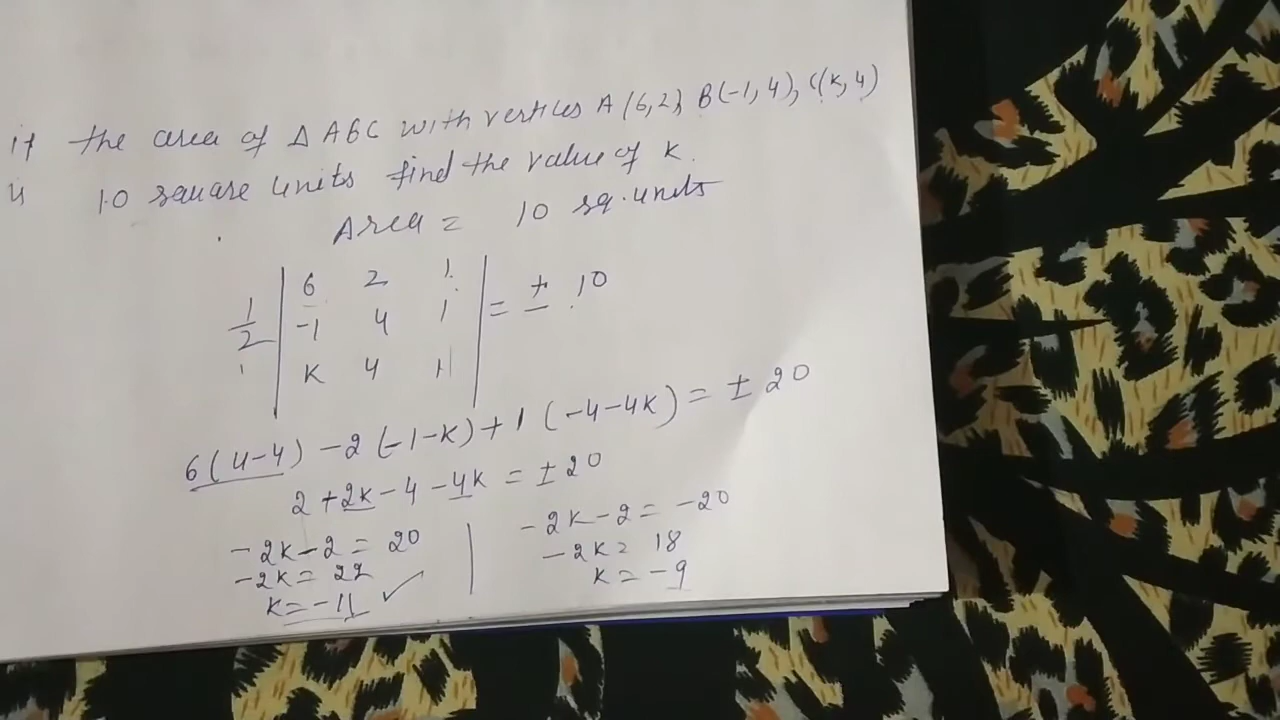 if the area of Δ ABC with vertices A (6,2), B(-1,4), C(k,4)
is 10 square units find the value of k.
Area = 10 sq. units
1/2 | 6 2 1 | = ± 10
| -1 4 1 |
| k 4 1 |
6(4-4) -2(-1-k) +1 (-4-4k) = ± 20
2 + 2k - 4 - 4k = ± 20
-2k - 2 = 20 | -2k - 2 = -20
-2k = 22 | -2k = 18
k = -11 ✓ | k = -9